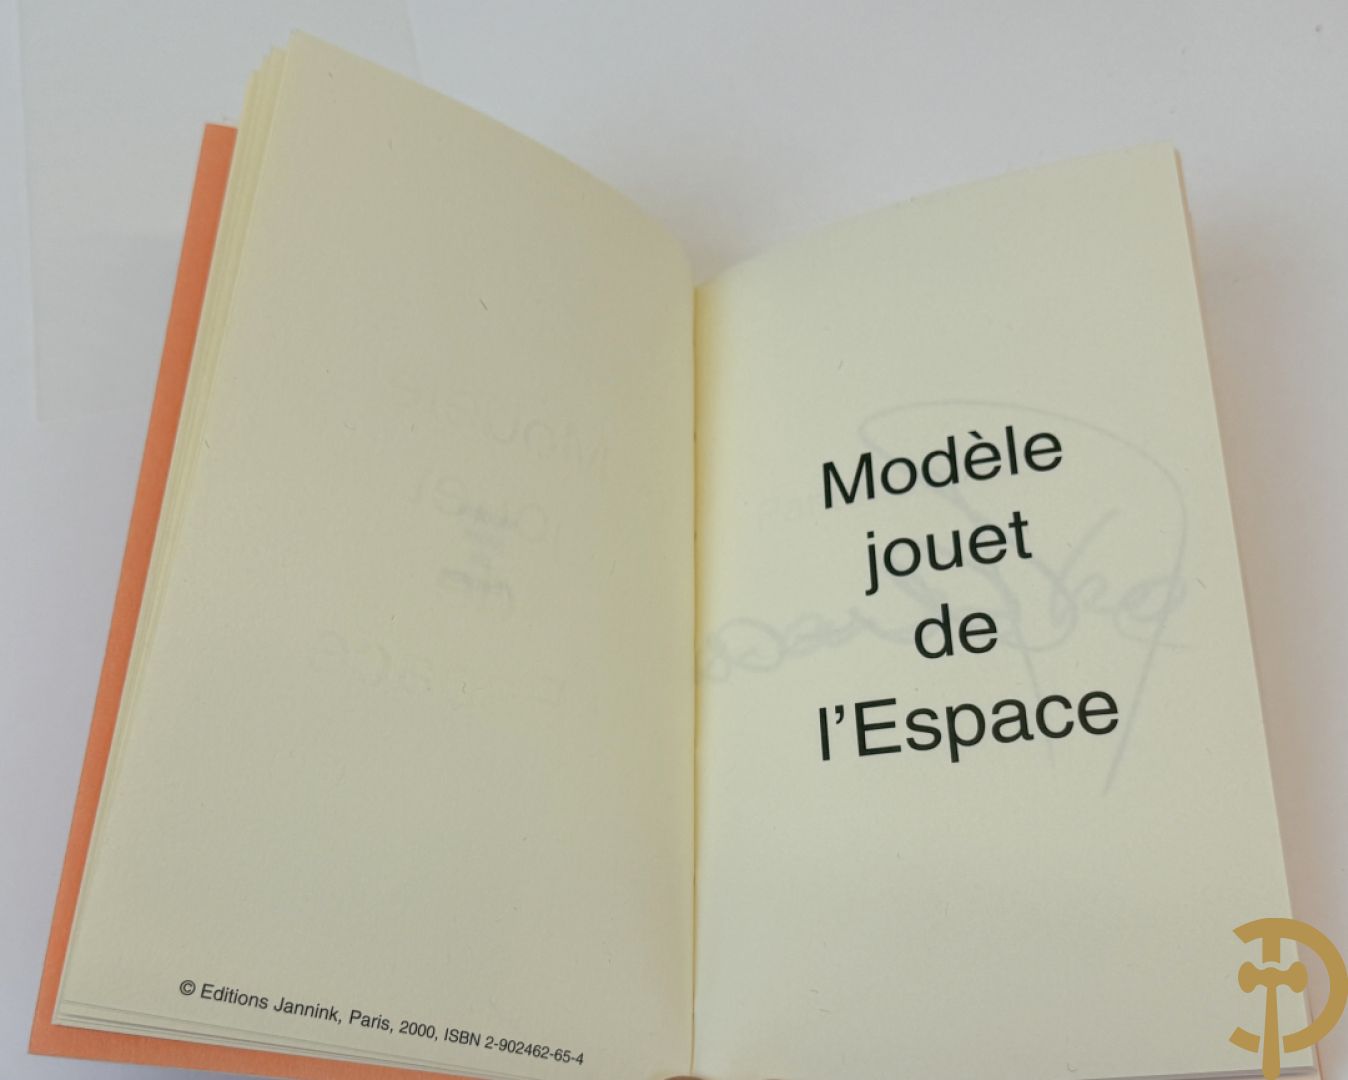 © Editions Jannink, Paris, 2000, ISBN 2-902462-65-4
Modèle
jouet
de
l'Espace